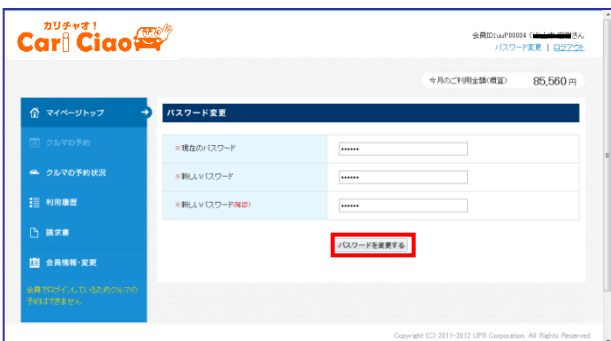 カリチャオ!
Cari Ciao
会員ID:uuP00004 (さん
パスワード変更 | ログアウト
今月のご利用金額(概算) 85,560 円
マイページトップ
クルマの予約
クルマの予約状況
利用履歴
請求書
会員情報・変更
会員でログインしているためクルマの
予約はできません
パスワード変更
※現在のパスワード
※新しいパスワード
※新しいパスワード(確認)
パスワードを変更する
Copyright (C) 2011-2012 UPR Corporation. All Rights Reserved.